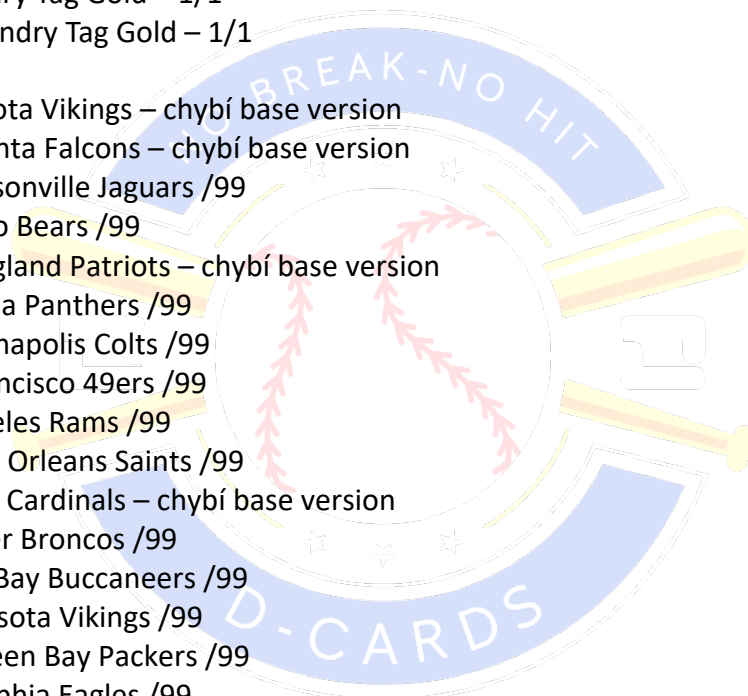 ry Tag Gold – 1/1
ndry Tag Gold – 1/1
ota Vikings – chybí base version
nta Falcons – chybí base version
sonville Jaguars /99
o Bears /99
gland Patriots – chybí base version
a Panthers /99
napolis Colts /99
ncisco 49ers /99
eles Rams /99
Orleans Saints /99
Cardinals – chybí base version
r Broncos /99
Bay Buccaneers /99
sota Vikings /99
een Bay Packers /99
phia Eagles /99
NO BREAK-NO HIT
D-CARDS